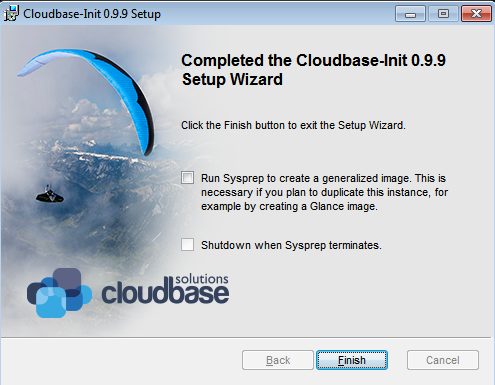 Cloudbase-Init 0.9.9 Setup
Completed the Cloudbase-Init 0.9.9
Setup Wizard
Click the Finish button to exit the Setup Wizard.
Run Sysprep to create a generalized image. This is
necessary if you plan to duplicate this instance, for
example by creating a Glance image.
Shutdown when Sysprep terminates.
solutions
cloudbase
Back
Finish
Cancel